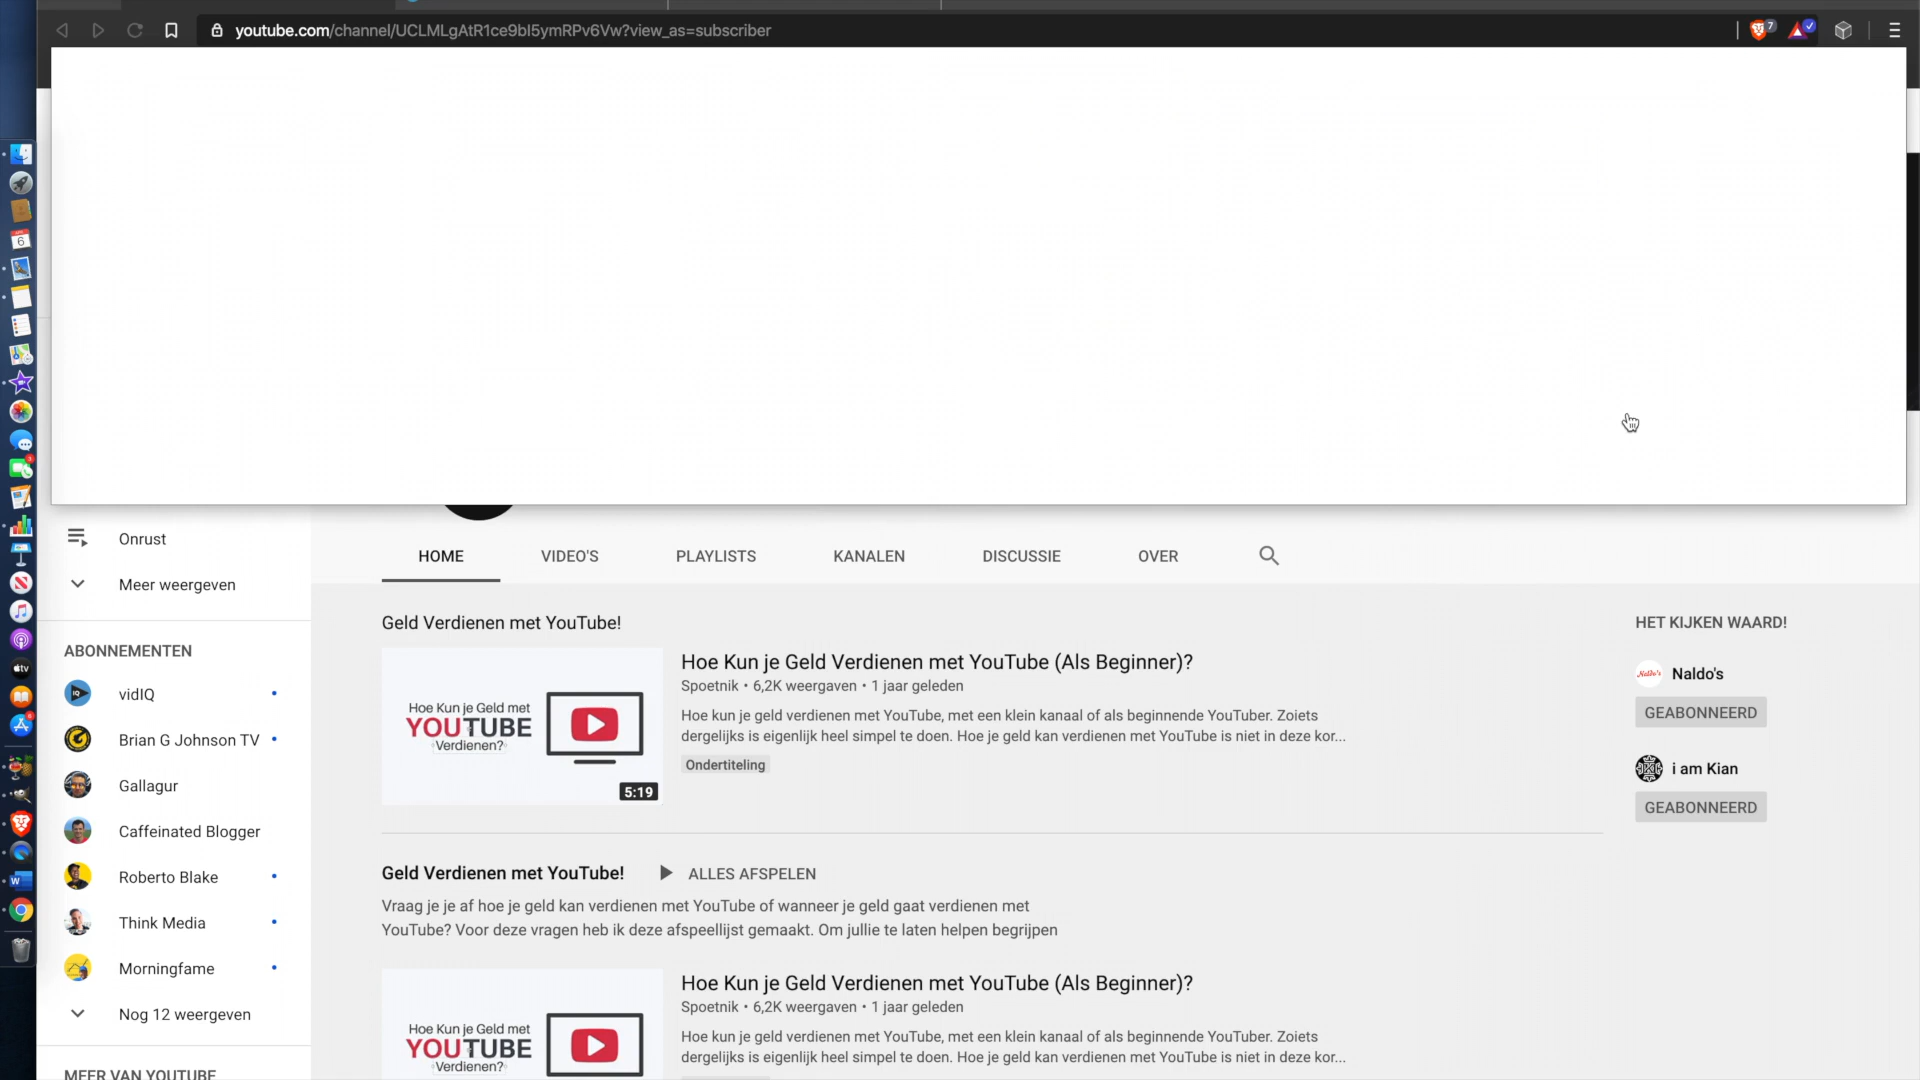 youtube.com/channel/UCLMLgAtR1ce9bI5ymRPv6Vw?view_as=subscriber
7
6
Onrust
Meer weergeven
HOME
VIDEO'S
PLAYLISTS
KANALEN
DISCUSSIE
OVER
ABONNEMENTEN
vidIQ
Brian G Johnson TV
Gallagur
Caffeinated Blogger
Roberto Blake
Think Media
Morningfame
Nog 12 weergeven
MEER VAN YOUTUBE
Geld Verdienen met YouTube!
Hoe Kun je Geld met
YOUTUBE
Verdienen?
5:19
Hoe Kun je Geld Verdienen met YouTube (Als Beginner)?
Spoetnik • 6,2K weergaven • 1 jaar geleden
Hoe kun je geld verdienen met YouTube, met een klein kanaal of als beginnende YouTuber. Zoiets
dergelijks is eigenlijk heel simpel te doen. Hoe je geld kan verdienen met YouTube is niet in deze kor...
Ondertiteling
Geld Verdienen met YouTube!
ALLES AFSPELEN
Vraag je je af hoe je geld kan verdienen met YouTube of wanneer je geld gaat verdienen met
YouTube? Voor deze vragen heb ik deze afspeellijst gemaakt. Om jullie te laten helpen begrijpen
Hoe Kun je Geld met
YOUTUBE
Verdienen?
Hoe Kun je Geld Verdienen met YouTube (Als Beginner)?
Spoetnik • 6,2K weergaven • 1 jaar geleden
Hoe kun je geld verdienen met YouTube, met een klein kanaal of als beginnende YouTuber. Zoiets
dergelijks is eigenlijk heel simpel te doen. Hoe je geld kan verdienen met YouTube is niet in deze kor...
HET KIJKEN WAARD!
Naldo's
Naldo's
GEABONNEERD
i am Kian
GEABONNEERD